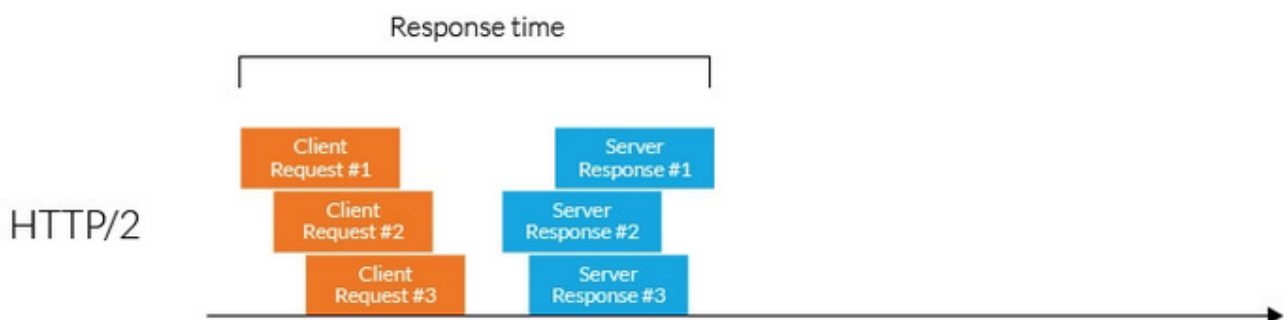 Response time
Client
Request #1
Server
Response #1
HTTP/2
Client
Request #2
Server
Response #2
Client
Request #3
Server
Response #3